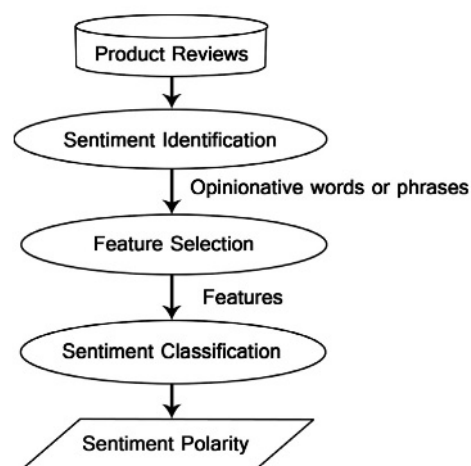 Product Reviews
Sentiment Identification
Opinionative words or phrases
Feature Selection
Features
Sentiment Classification
Sentiment Polarity